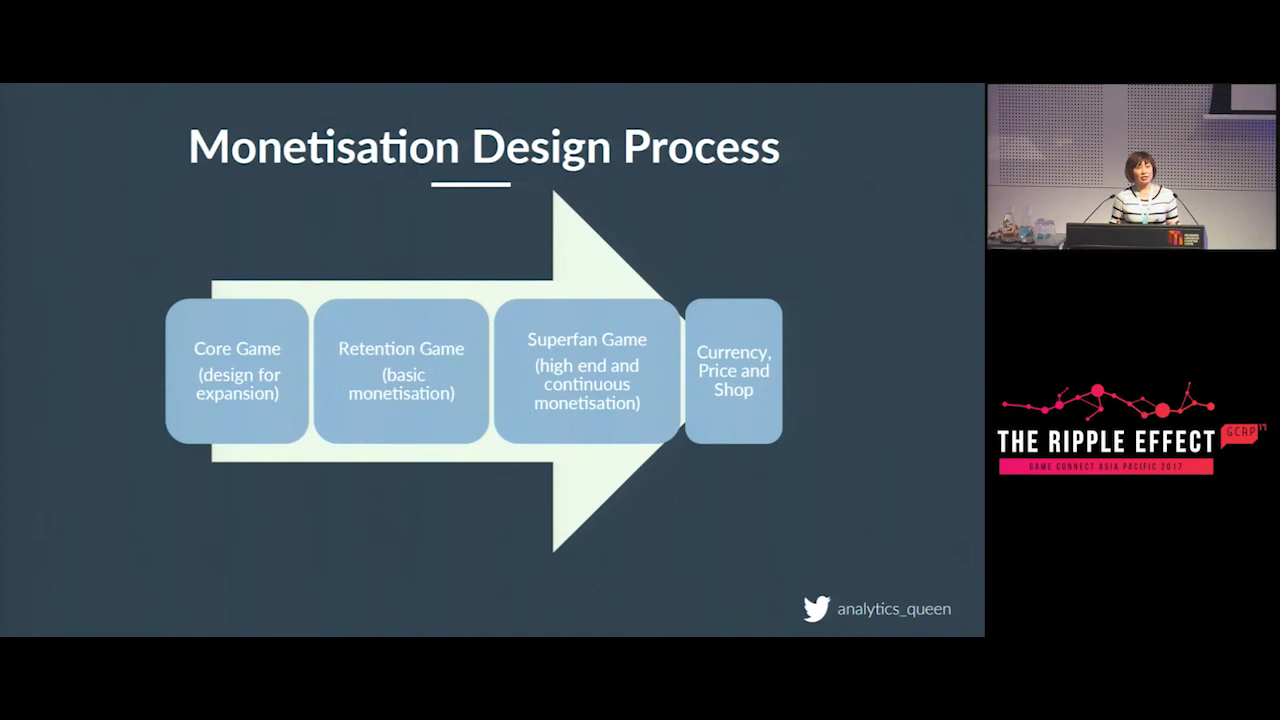 Monetisation Design Process
Core Game
(design for
expansion)
Retention Game
(basic
monetisation)
Superfan Game
(high end and
continuous
monetisation)
Currency,
Price and
Shop
analytics_queen
THE RIPPLE EFFECT
GCAP17
GAME CONNECT ASIA PACIFIC 2017